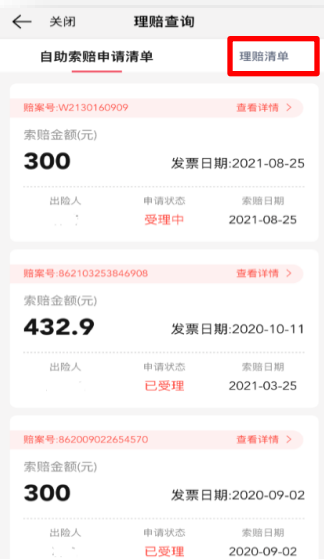 ← 关闭 理赔查询
自助索赔申请清单 理赔清单
赔案号:W2130160909 查看详情 >
索赔金额(元)
300 发票日期:2021-08-25
出险人 申请状态 索赔日期
受理中 2021-08-25
赔案号:862103253846908 查看详情 >
索赔金额(元)
432.9 发票日期:2020-10-11
出险人 申请状态 索赔日期
已受理 2021-03-25
赔案号:862009022654570 查看详情 >
索赔金额(元)
300 发票日期:2020-09-02
出险人 申请状态 索赔日期
已受理 2020-09-02